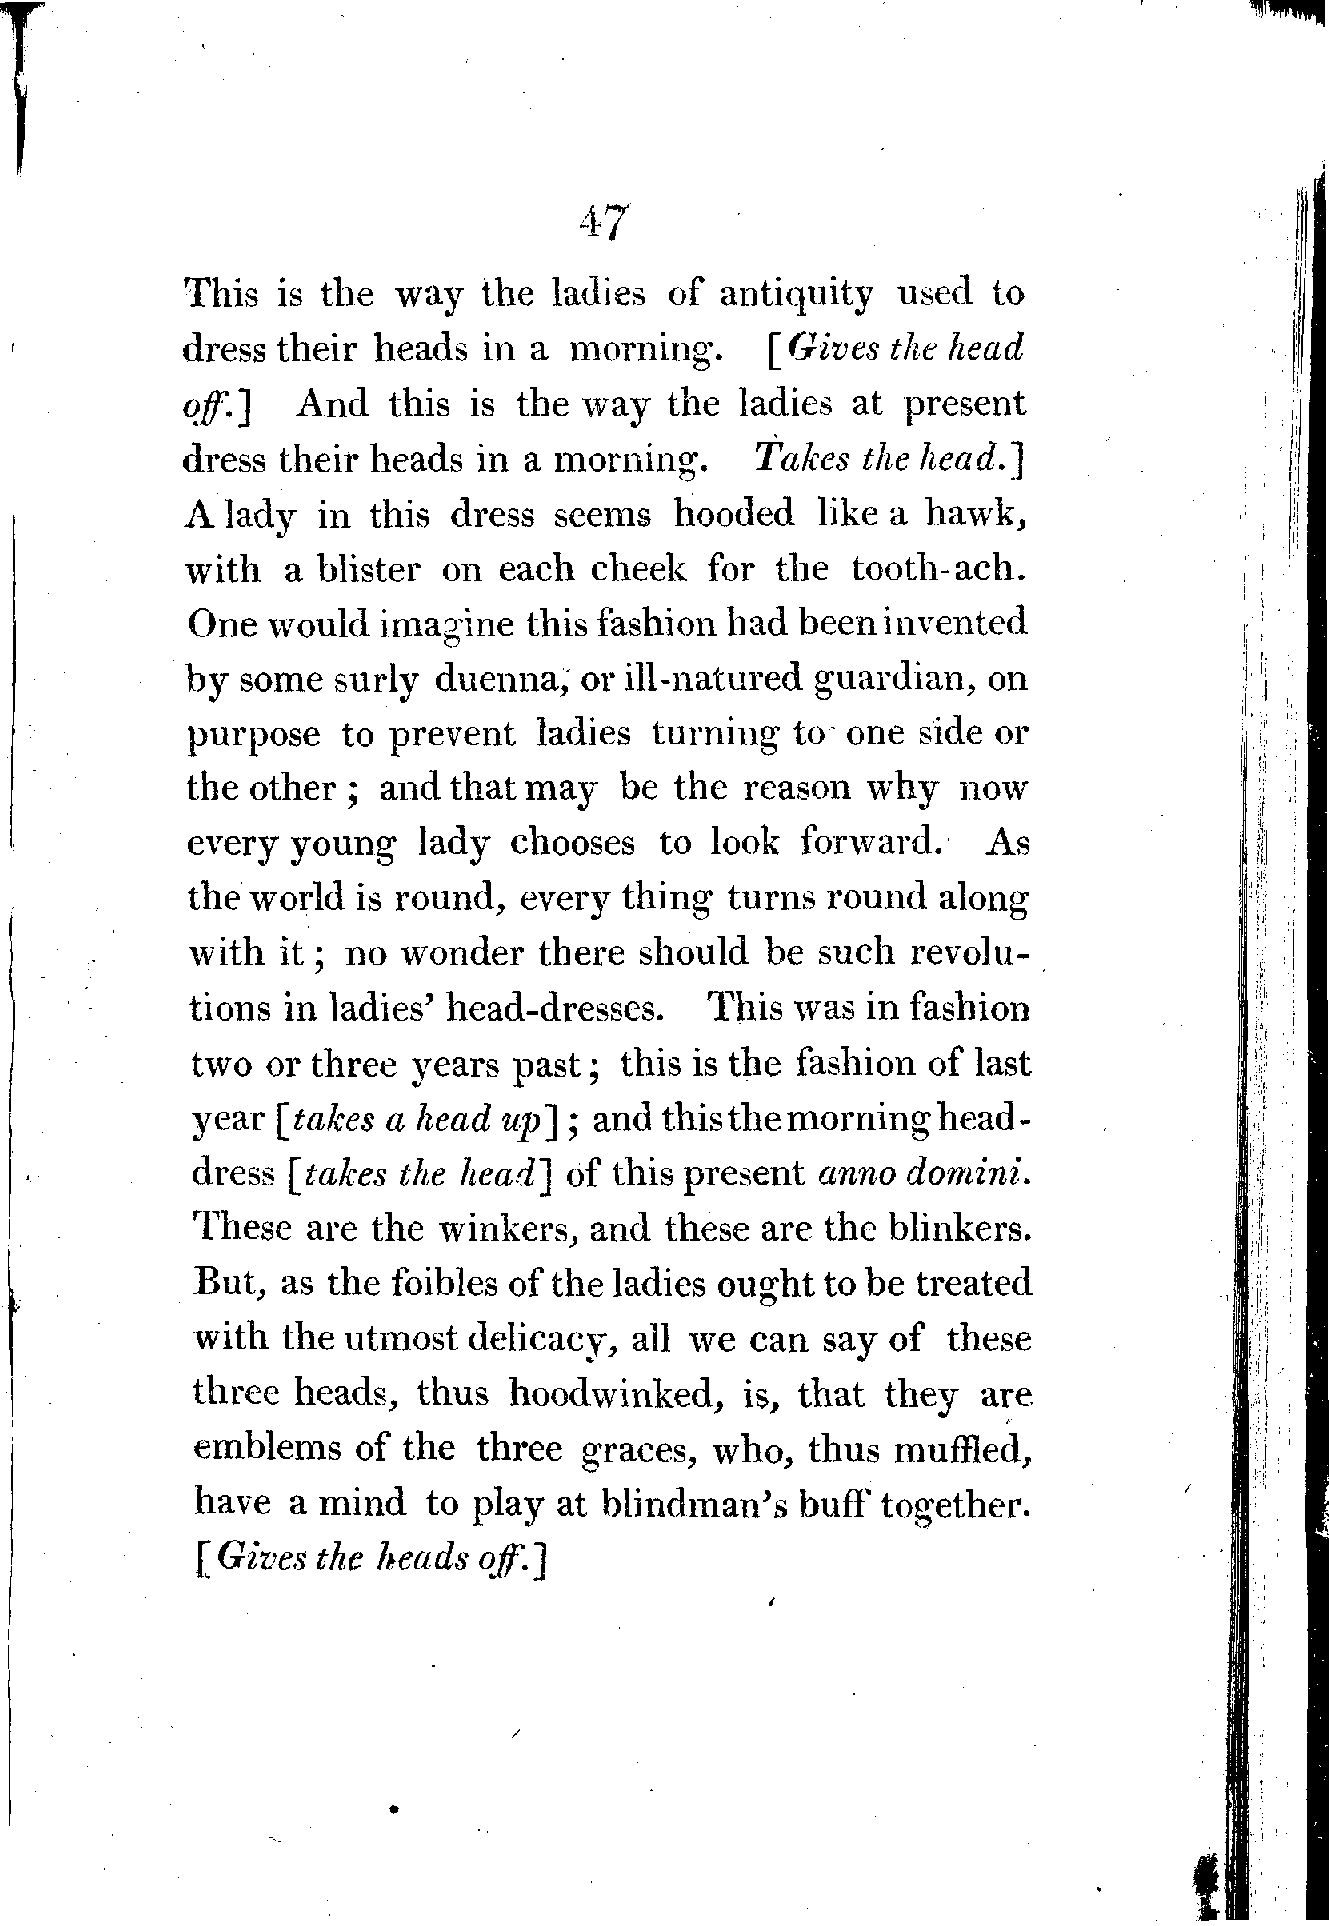 47
This is the way the ladies of antiquity used to
dress their heads in a morning. [Gives the head
off.] And this is the way the ladies at present
dress their heads in a morning. Takes the head.]
A lady in this dress seems hooded like a hawk,
with a blister on each cheek for the tooth-ach.
One would imagine this fashion had been invented
by some surly duenna, or ill-natured guardian, on
purpose to prevent ladies turning to one side or
the other ; and that may be the reason why now
every young lady chooses to look forward. As
the world is round, every thing turns round along
with it ; no wonder there should be such revolu-
tions in ladies' head-dresses. This was in fashion
two or three years past ; this is the fashion of last
year [takes a head up] ; and this the morning head-
dress [takes the head] of this present anno domini.
These are the winkers, and these are the blinkers.
But, as the foibles of the ladies ought to be treated
with the utmost delicacy, all we can say of these
three heads, thus hoodwinked, is, that they are
emblems of the three graces, who, thus muffled,
have a mind to play at blindman's buff together.
[Gives the heads off.]